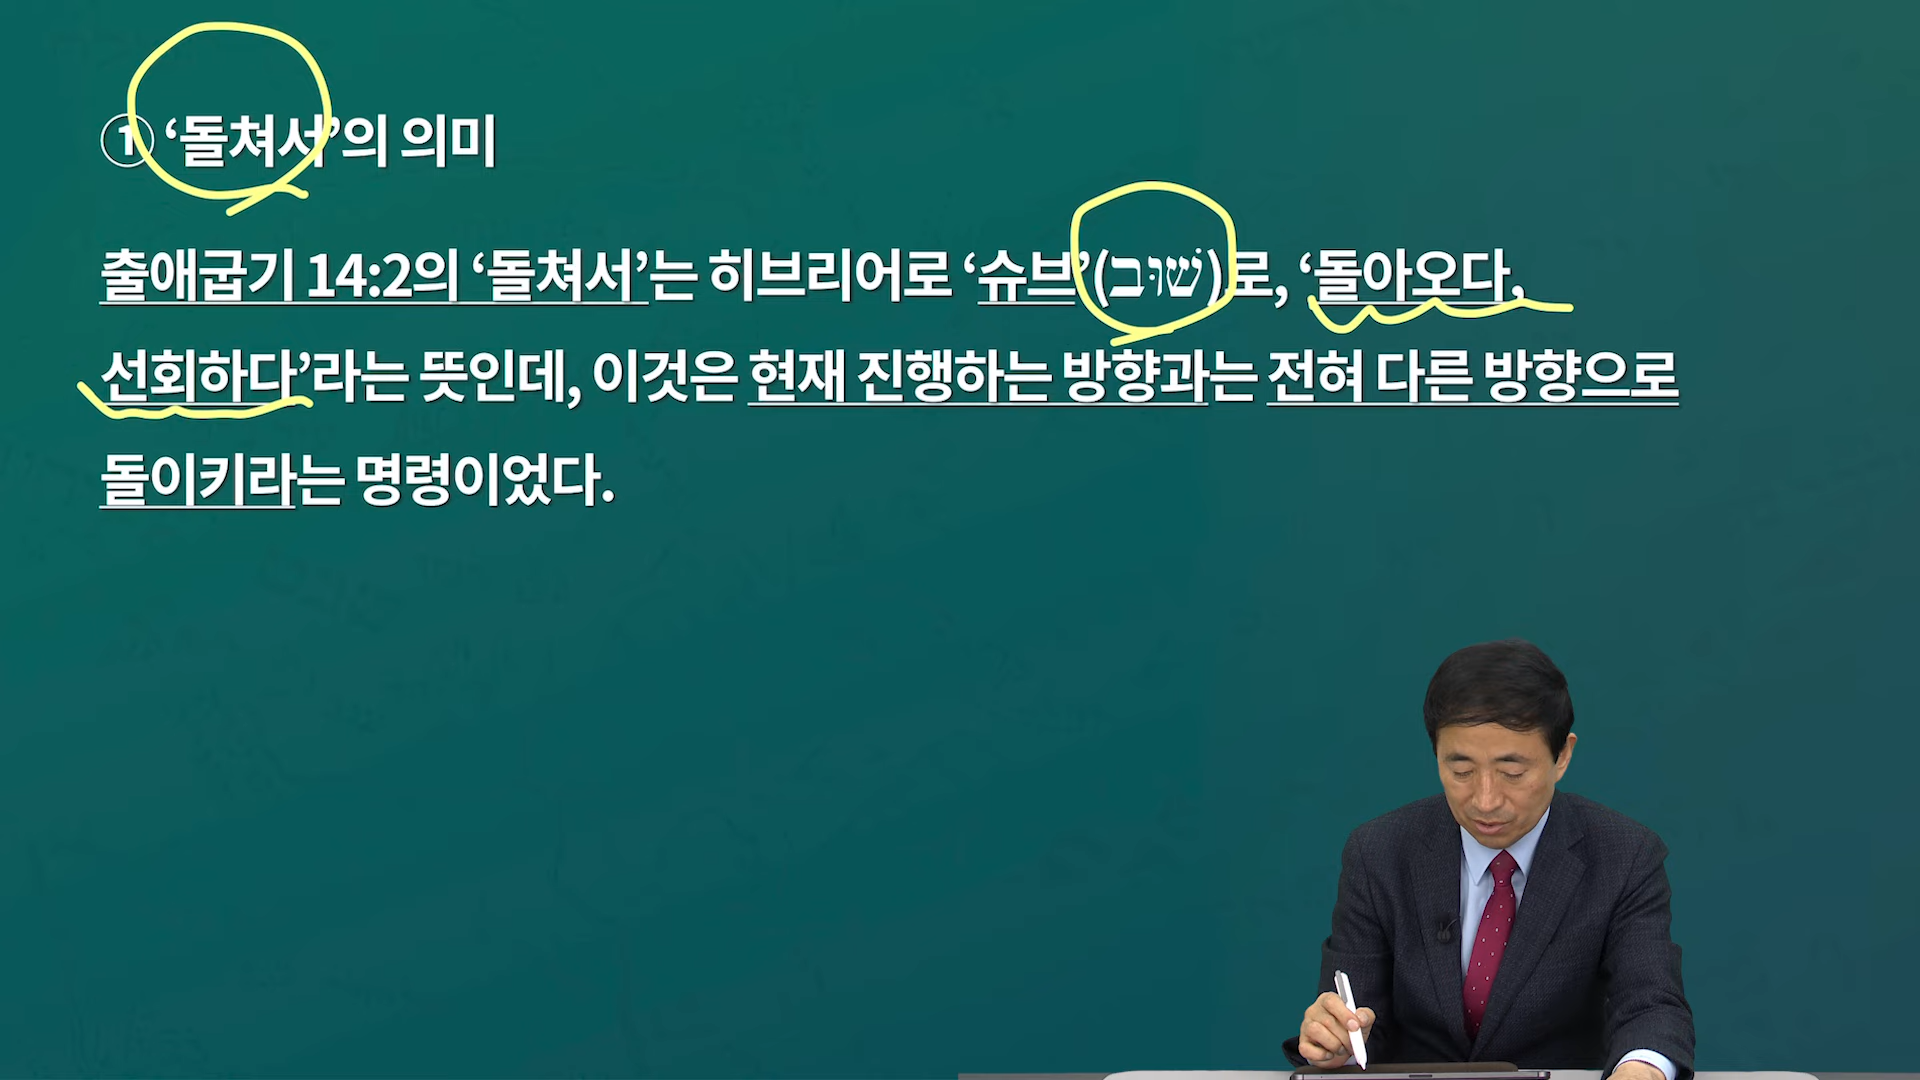 ① ‘돌쳐서’의 의미
출애굽기 14:2의 ‘돌쳐서’는 히브리어로 ‘슈브’(שׁוּב)로, ‘돌아오다,
선회하다’라는 뜻인데, 이것은 현재 진행하는 방향과는 전혀 다른 방향으로
돌이키라는 명령이었다.